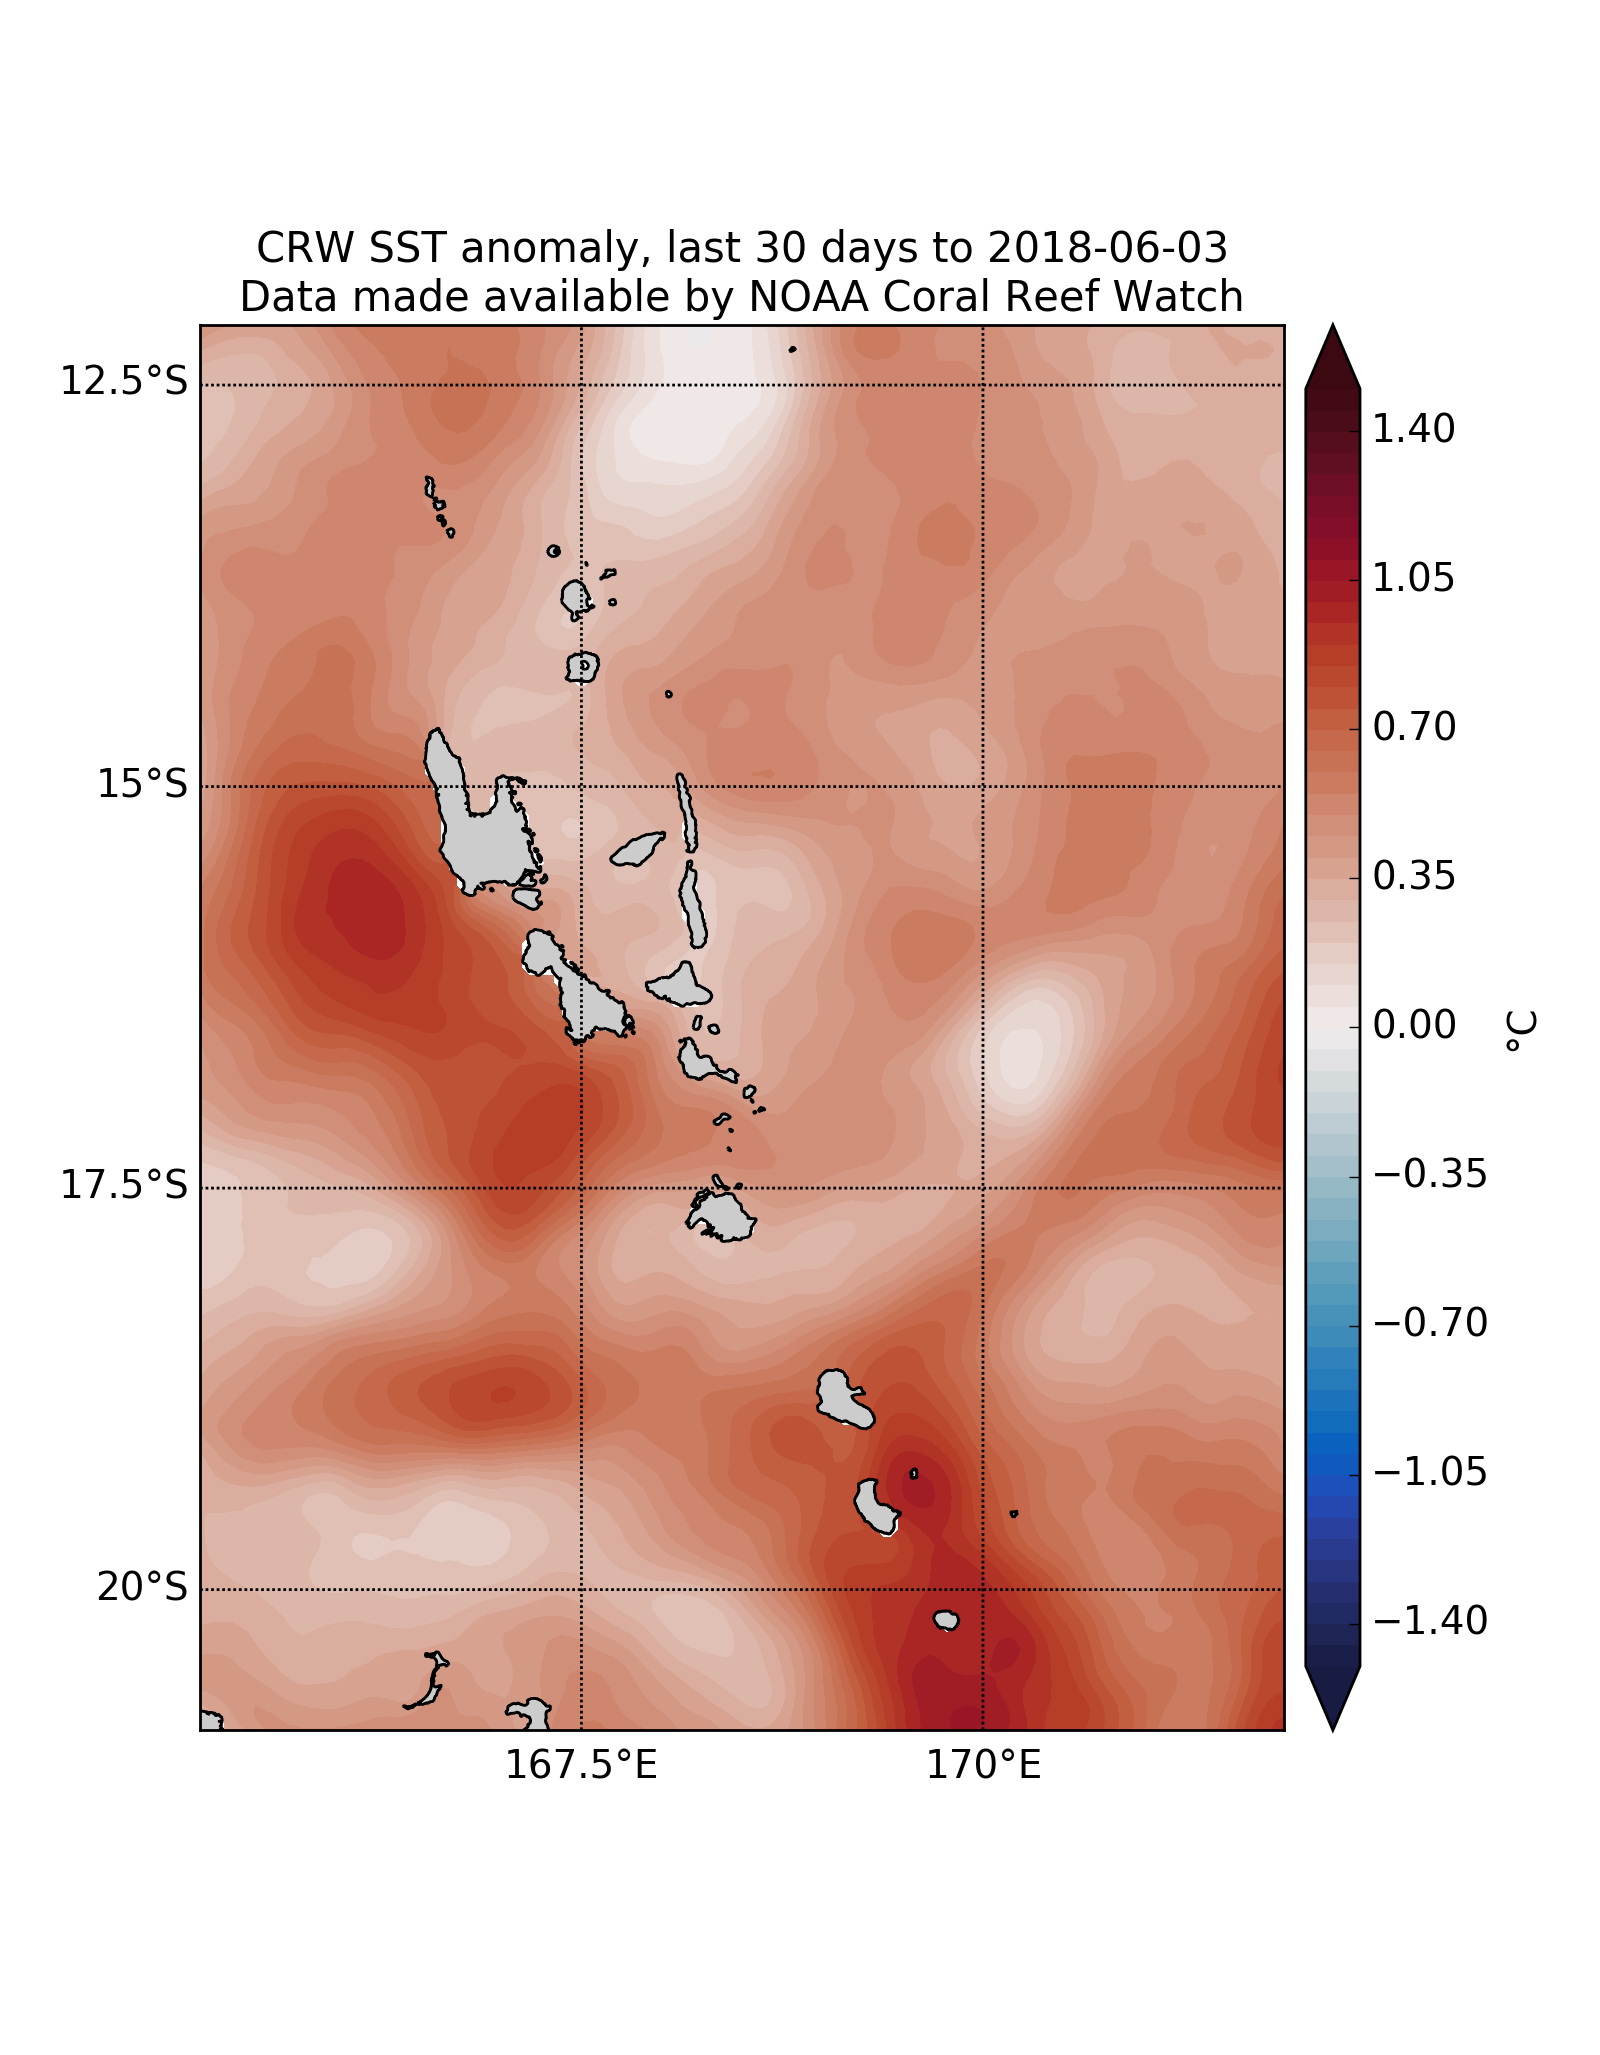 CRW SST anomaly, last 30 days to 2018-06-03
Data made available by NOAA Coral Reef Watch
12.5°S
15°S
17.5°S
20°S
167.5°E
170°E
1.40
1.05
0.70
0.35
0.00
−0.35
−0.70
−1.05
−1.40
°C